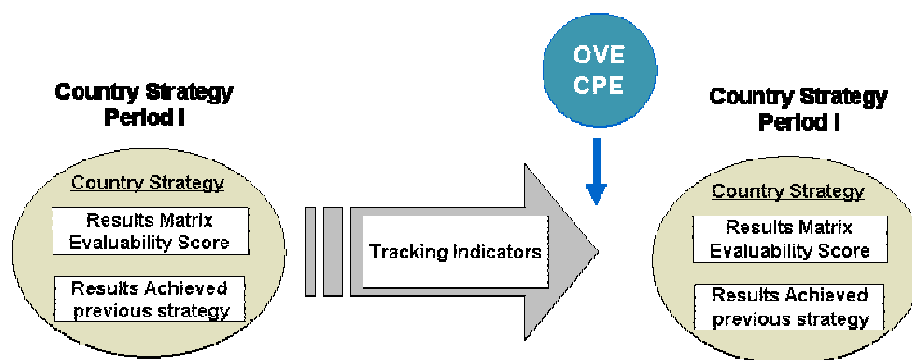 Country Strategy
Period I
Country Strategy
Results Matrix
Evaluability Score
Results Achieved
previous strategy
Tracking Indicators
OVE
CPE
Country Strategy
Period I
Country Strategy
Results Matrix
Evaluability Score
Results Achieved
previous strategy